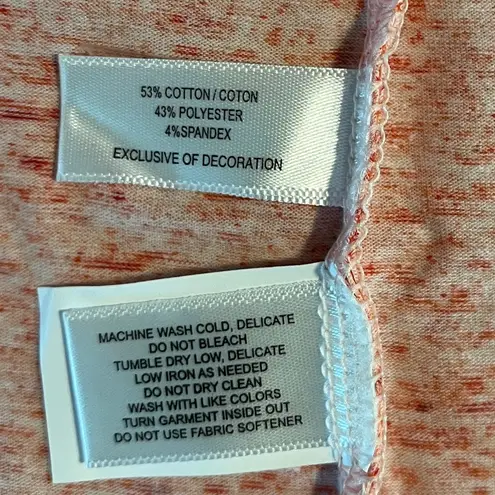 53% COTTON / COTON
43% POLYESTER
4%SPANDEX
EXCLUSIVE OF DECORATION
MACHINE WASH COLD, DELICATE
DO NOT BLEACH
TUMBLE DRY LOW, DELICATE
LOW IRON AS NEEDED
DO NOT DRY CLEAN
WASH WITH LIKE COLORS
TURN GARMENT INSIDE OUT
DO NOT USE FABRIC SOFTENER